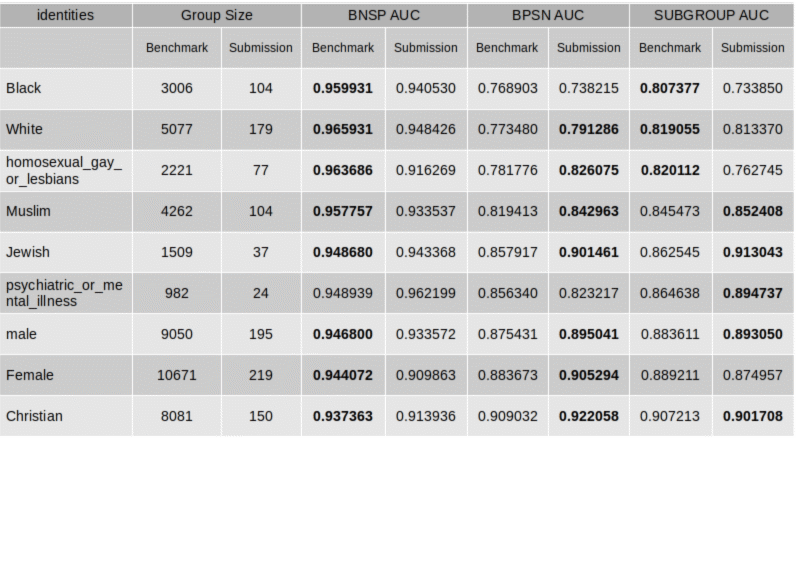 identities Group Size BNSP AUC BPSN AUC SUBGROUP AUC
Benchmark Submission Benchmark Submission Benchmark Submission Benchmark Submission
Black 3006 104 0.959931 0.940530 0.768903 0.738215 0.807377 0.733850
White 5077 179 0.965931 0.948426 0.773480 0.791286 0.819055 0.813370
homosexual_gay_
or_lesbians 2221 77 0.963686 0.916269 0.781776 0.826075 0.820112 0.762745
Muslim 4262 104 0.957757 0.933537 0.819413 0.842963 0.845473 0.852408
Jewish 1509 37 0.948680 0.943368 0.857917 0.901461 0.862545 0.913043
psychiatric_or_me
ntal_illness 982 24 0.948939 0.962199 0.856340 0.823217 0.864638 0.894737
male 9050 195 0.946800 0.933572 0.875431 0.895041 0.883611 0.893050
Female 10671 219 0.944072 0.909863 0.883673 0.905294 0.889211 0.874957
Christian 8081 150 0.937363 0.913936 0.909032 0.922058 0.907213 0.901708